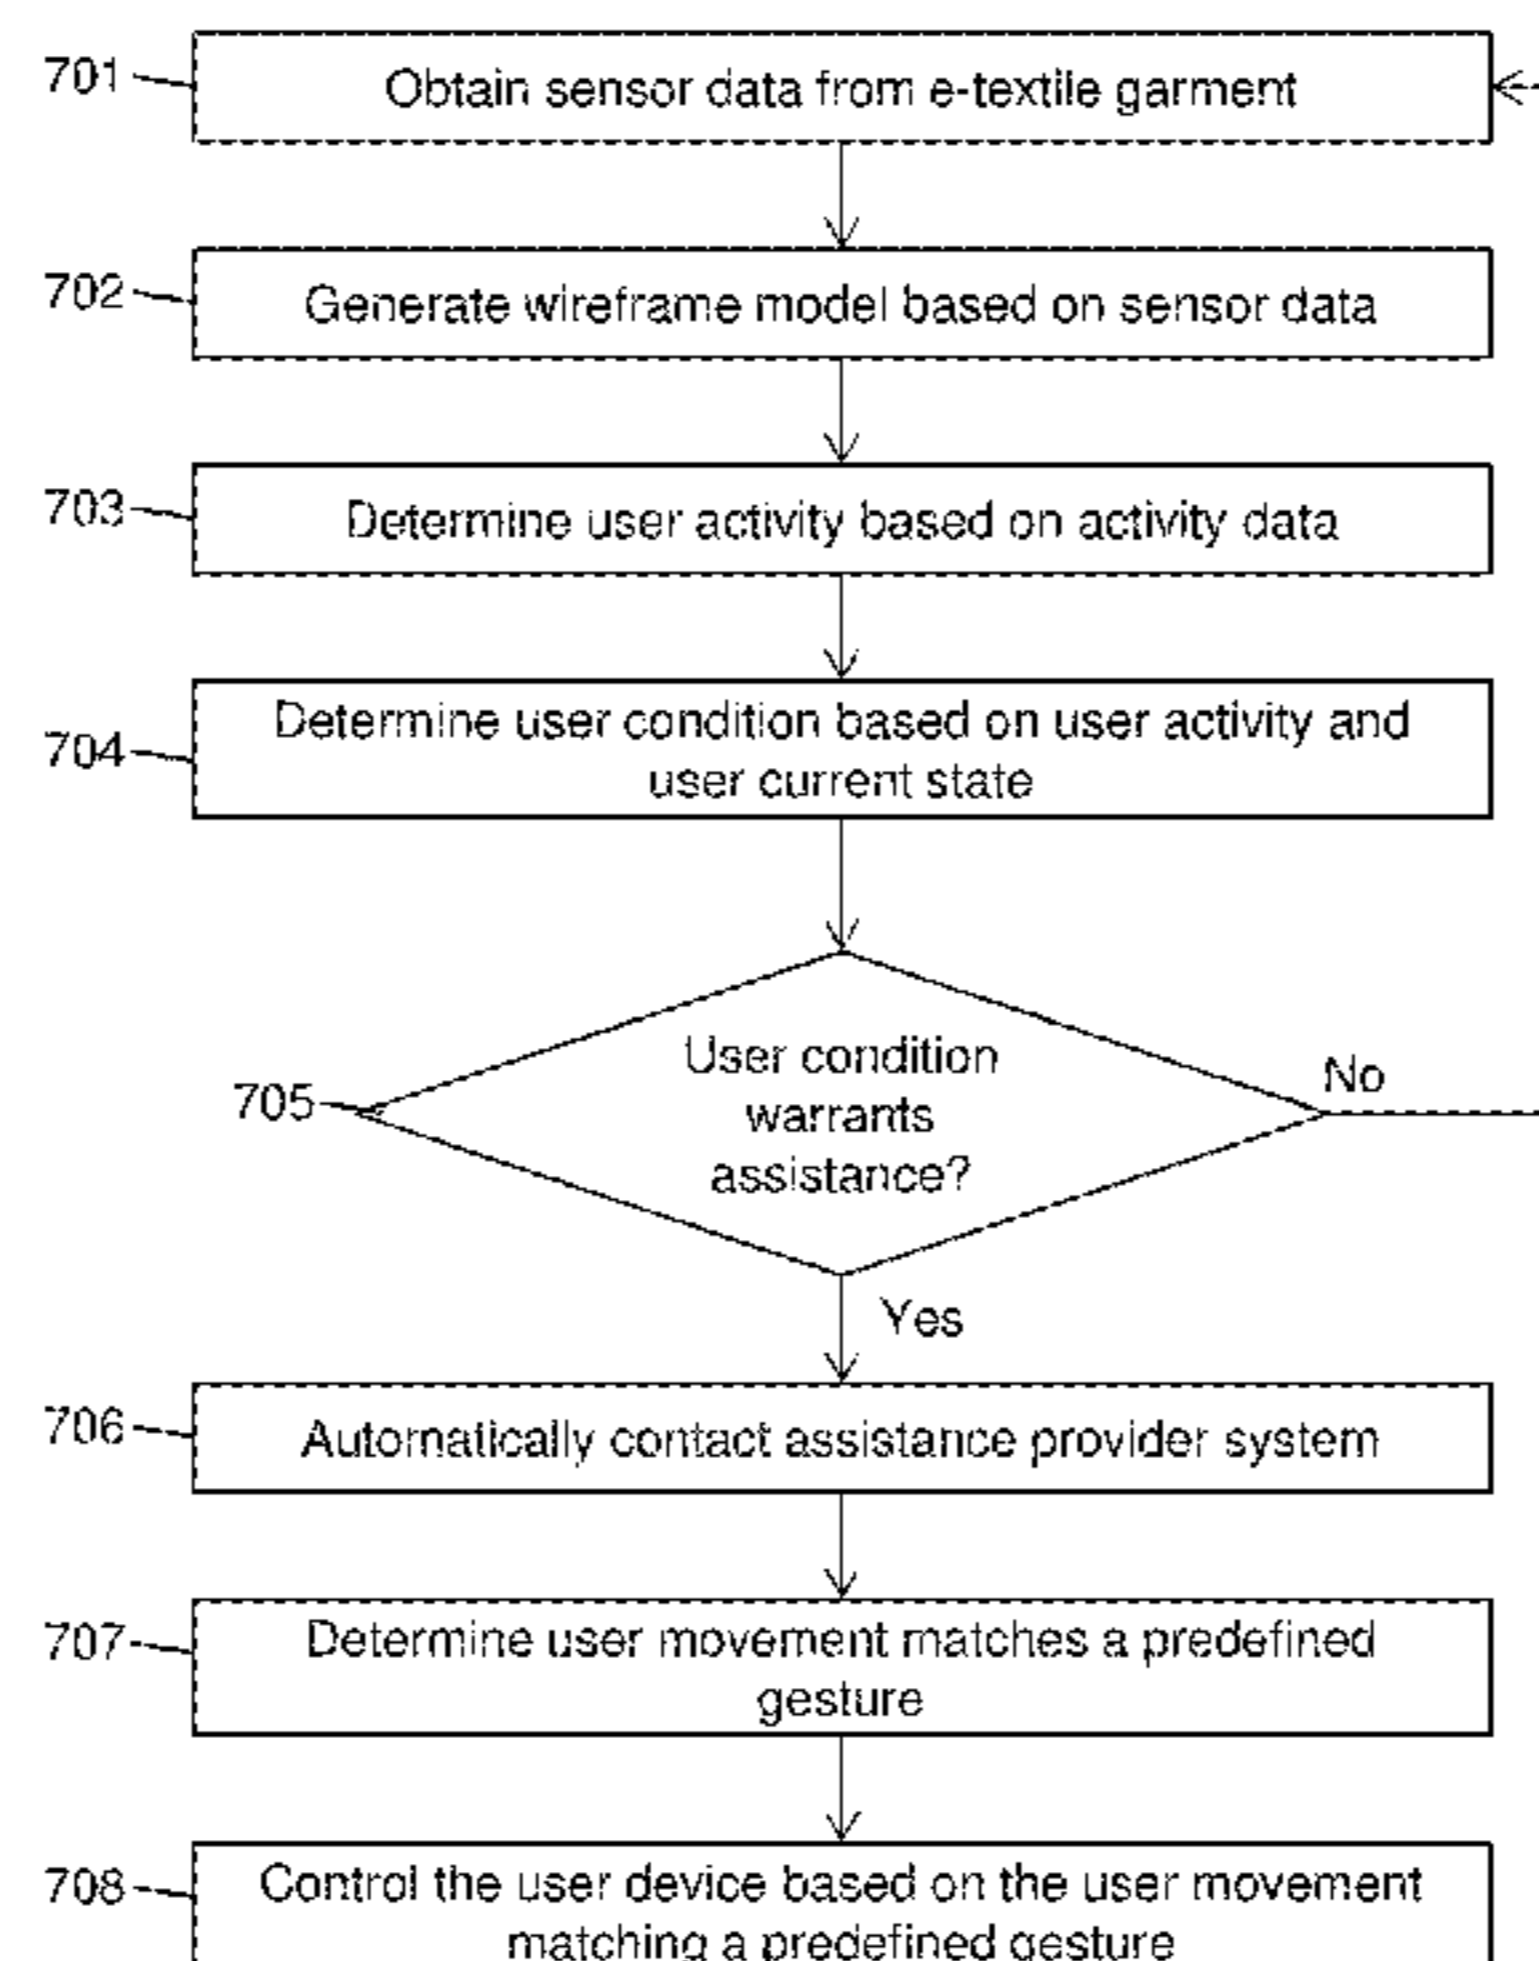 701
Obtain sensor data from e-textile garment
702
Generate wireframe model based on sensor data
703
Determine user activity based on activity data
704
Determine user condition based on user activity and
user current state
705
User condition
warrants
assistance?
No
Yes
706
Automatically contact assistance provider system
707
Determine user movement matches a predefined
gesture
708
Control the user device based on the user movement
matching a predefined gesture